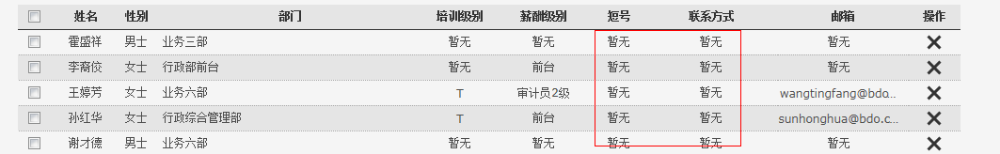 姓名 性别 部门 培训级别 薪酬级别 短号 联系方式 邮箱 操作
霍盛祥 男士 业务三部 暂无 暂无 暂无 暂无 暂无
李裔佼 女士 行政部前台 暂无 前台 暂无 暂无 暂无
王婷芳 女士 业务六部 T 审计员2级 暂无 暂无 wangtingfang@bdo...
孙红华 女士 行政综合管理部 T 前台 暂无 暂无 sunhonghua@bdo.c...
谢才德 男士 业务六部 暂无 暂无 暂无 暂无 暂无